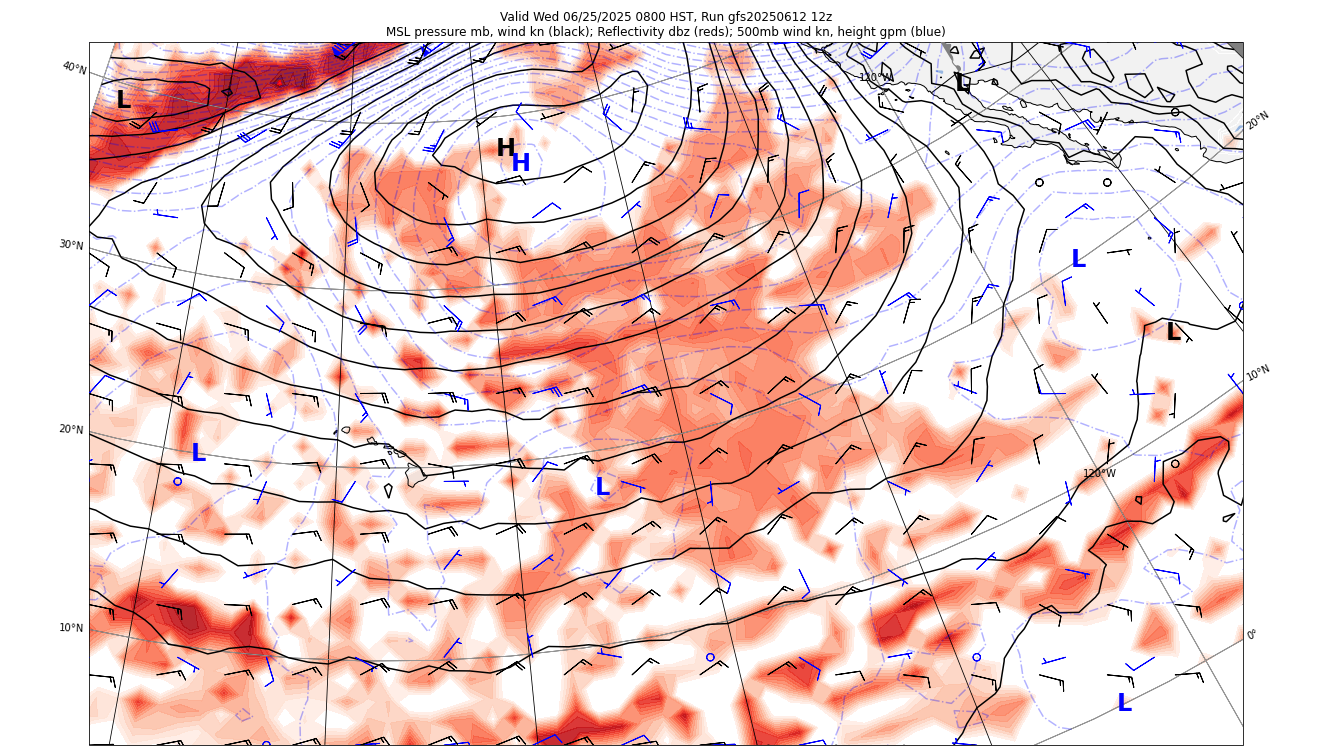 Valid Wed 06/25/2025 0800 HST, Run gfs20250612 12z
MSL pressure mb, wind kn (black); Reflectivity dbz (reds); 500mb wind kn, height gpm (blue)
40°N
120°W
L
L
20°N
H
H
30°N
L
L
10°N
20°N
L
120°W
L
10°N
0°
L